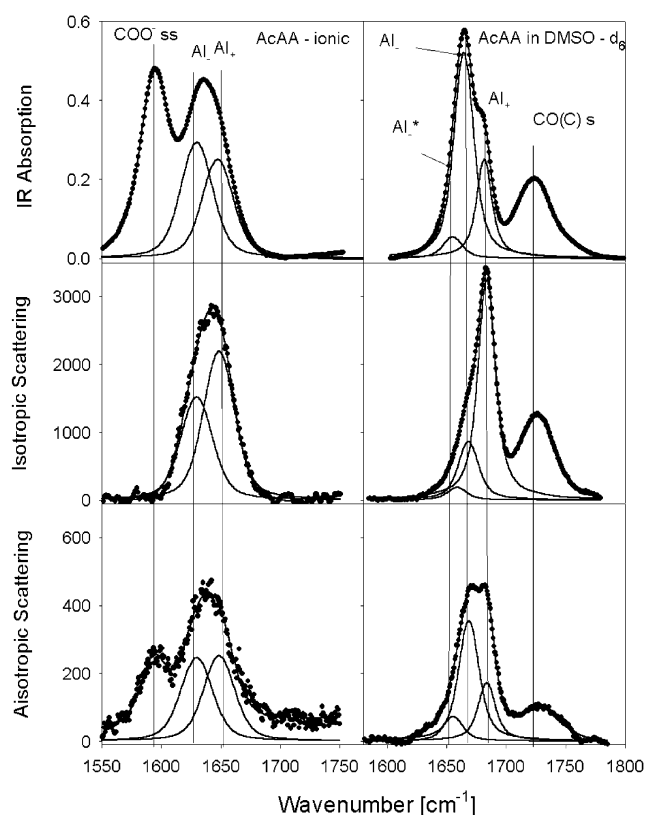 COO⁻ ss
AI₋
AI₊
AcAA - ionic
AI₋
AcAA in DMSO - d₆
AI₋*
AI₊
CO(C) s
IR Absorption
0.6
0.4
0.2
0.0
Isotropic Scattering
3000
2000
1000
0
Aisotropic Scattering
600
400
200
0
1550 1600 1650 1700 1750
1600 1650 1700 1750 1800
Wavenumber [cm⁻¹]